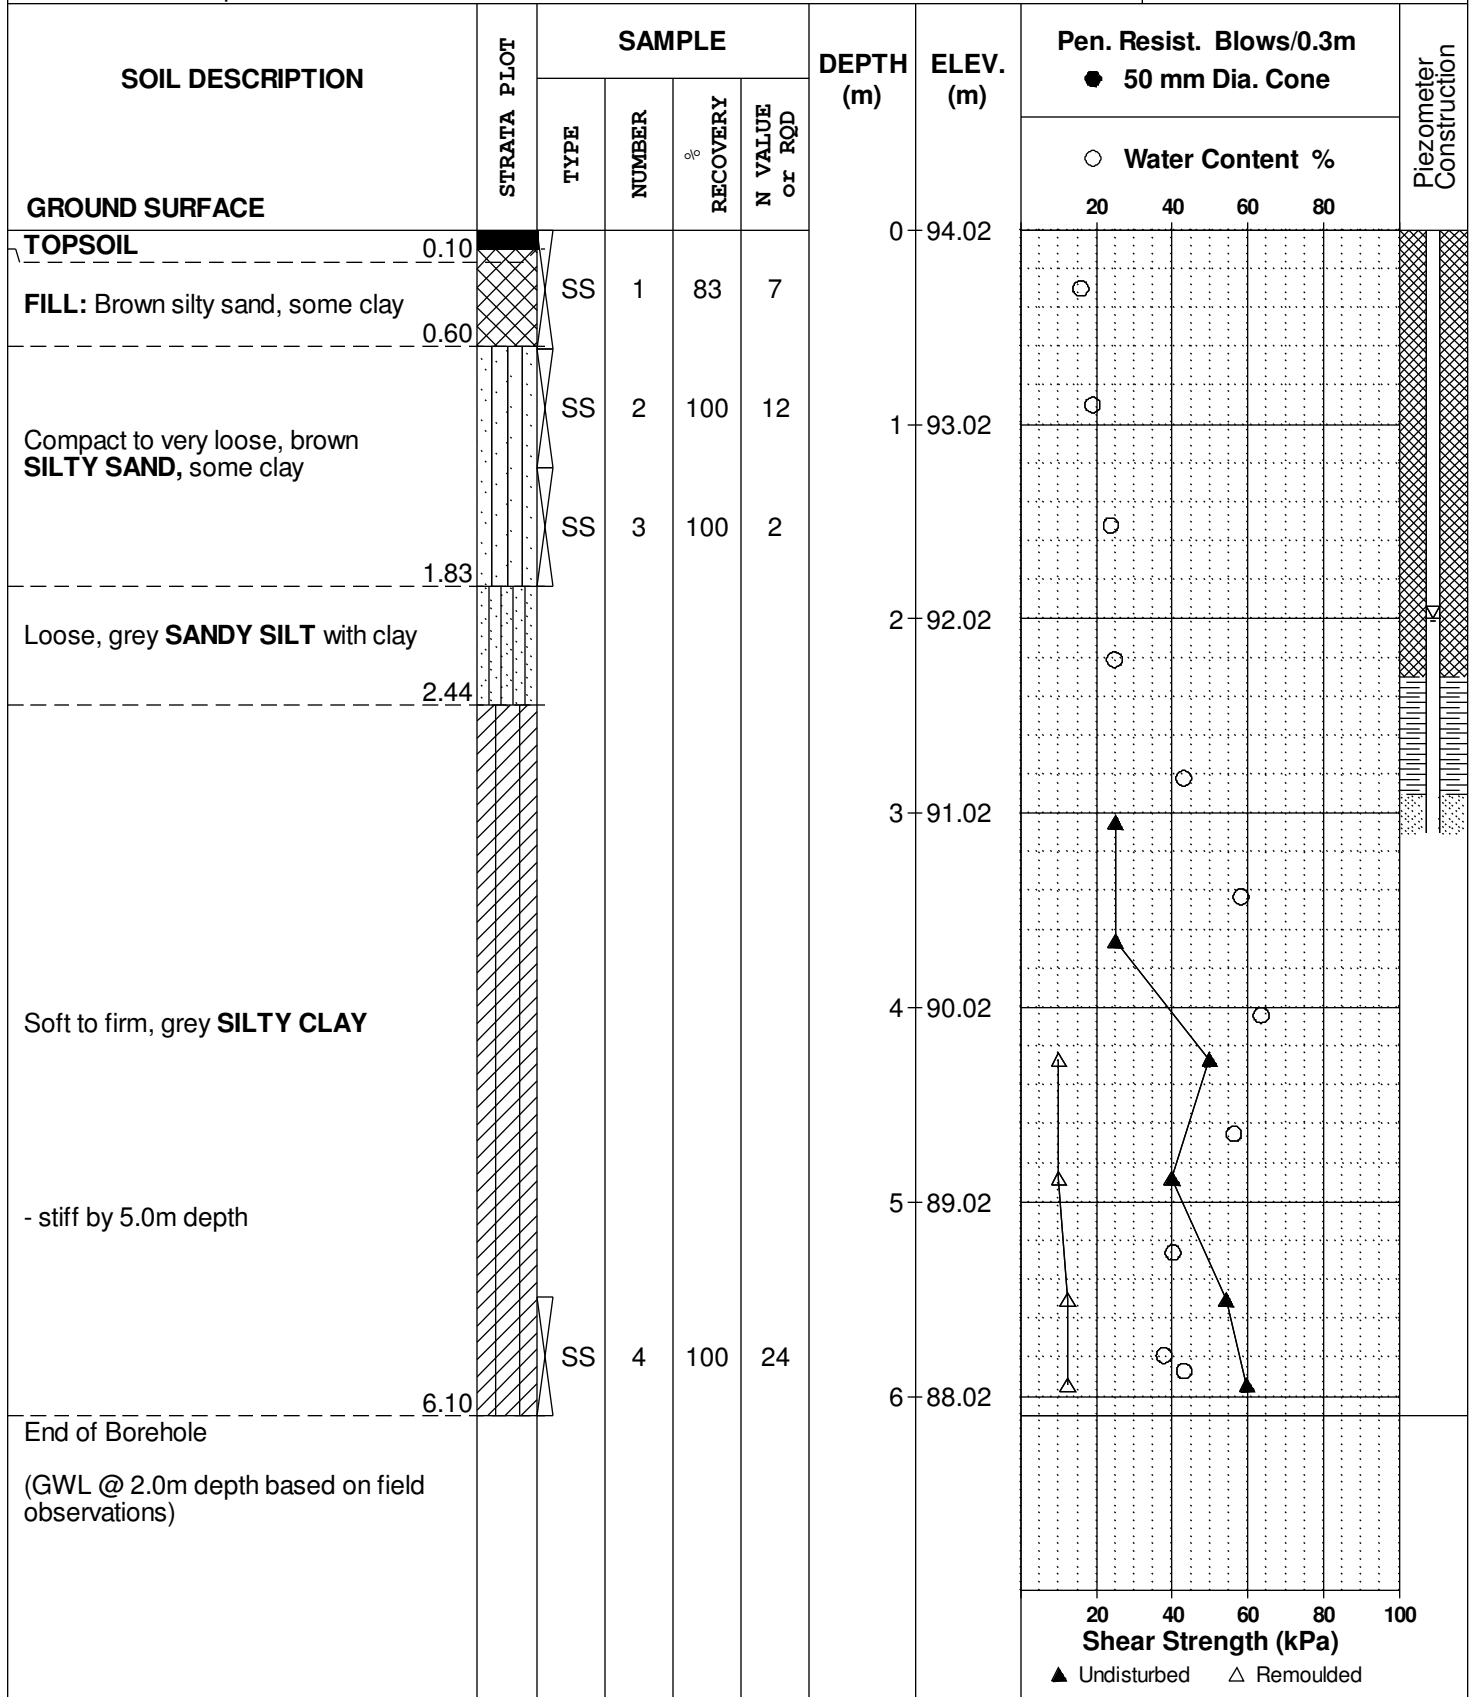 SOIL DESCRIPTION
GROUND SURFACE
STRATA PLOT
SAMPLE
TYPE
NUMBER
% RECOVERY
N VALUE or RQD
DEPTH (m)
ELEV. (m)
Pen. Resist. Blows/0.3m
● 50 mm Dia. Cone
○ Water Content %
20 40 60 80
Piezometer Construction
TOPSOIL 0.10
0 94.02
FILL: Brown silty sand, some clay
SS 1 83 7
0.60
SS 2 100 12
1 93.02
Compact to very loose, brown
SILTY SAND, some clay
SS 3 100 2
1.83
2 92.02
Loose, grey SANDY SILT with clay
2.44
3 91.02
4 90.02
Soft to firm, grey SILTY CLAY
5 89.02
- stiff by 5.0m depth
SS 4 100 24
6 88.02
6.10
End of Borehole
(GWL @ 2.0m depth based on field
observations)
20 40 60 80 100
Shear Strength (kPa)
▲ Undisturbed △ Remoulded